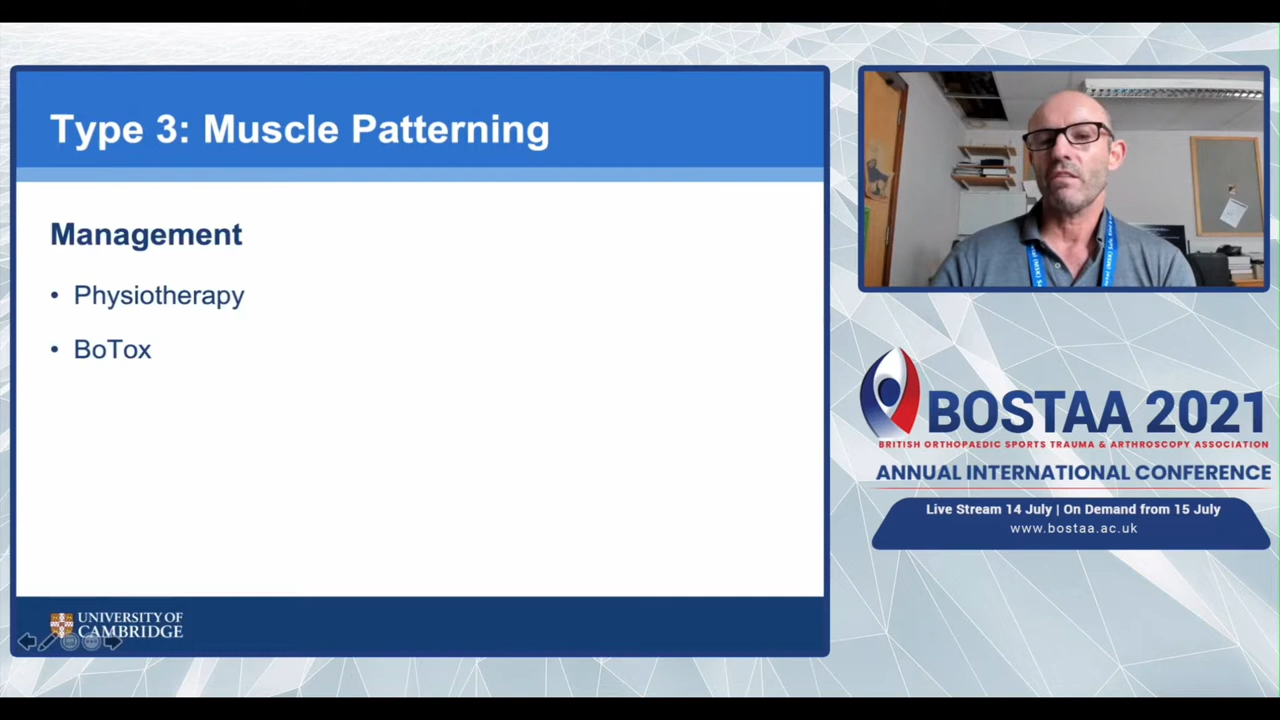 Type 3: Muscle Patterning
Management
• Physiotherapy
• BoTox
UNIVERSITY OF
CAMBRIDGE
BOSTAA 2021
BRITISH ORTHOPAEDIC SPORTS TRAUMA & ARTHROSCOPY ASSOCIATION
ANNUAL INTERNATIONAL CONFERENCE
Live Stream 14 July | On Demand from 15 July
www.bostaa.ac.uk